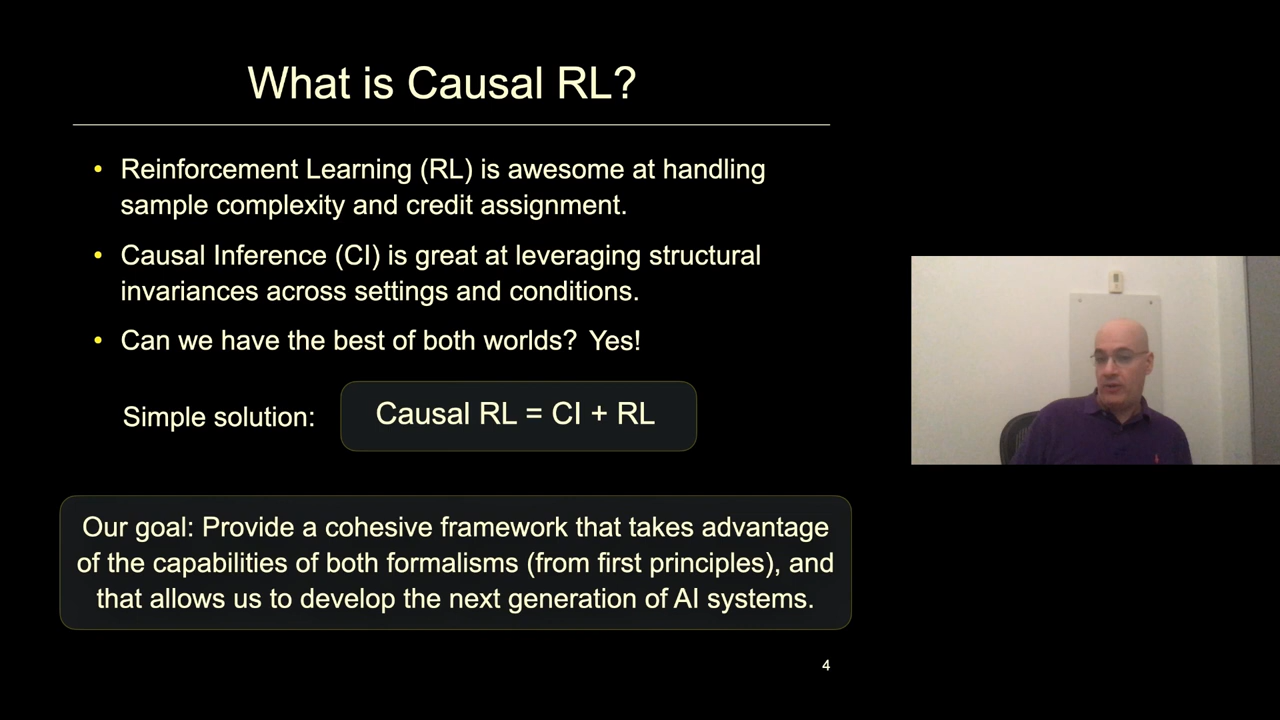 What is Causal RL?
• Reinforcement Learning (RL) is awesome at handling
sample complexity and credit assignment.
• Causal Inference (CI) is great at leveraging structural
invariances across settings and conditions.
• Can we have the best of both worlds? Yes!
Simple solution: Causal RL = CI + RL
Our goal: Provide a cohesive framework that takes advantage
of the capabilities of both formalisms (from first principles), and
that allows us to develop the next generation of AI systems.
4